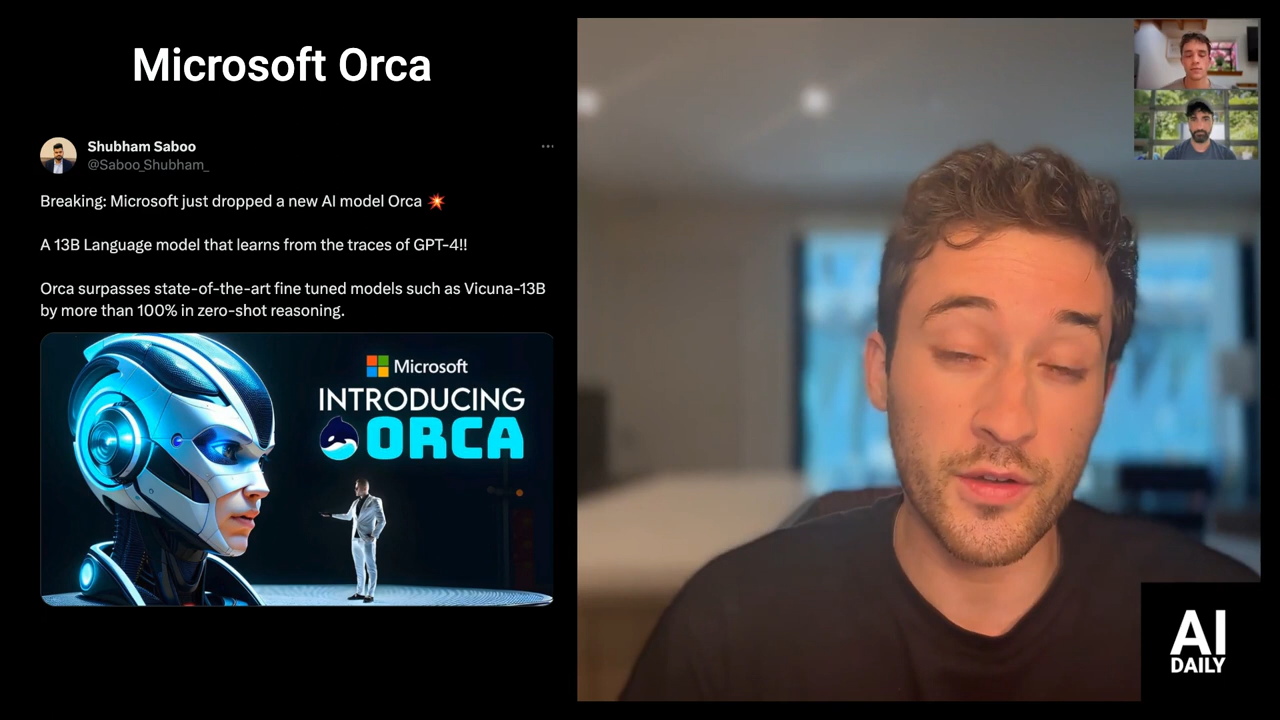 Microsoft Orca
Shubham Saboo
@Saboo_Shubham_
Breaking: Microsoft just dropped a new AI model Orca 💥
A 13B Language model that learns from the traces of GPT-4!!
Orca surpasses state-of-the-art fine tuned models such as Vicuna-13B
by more than 100% in zero-shot reasoning.
Microsoft
INTRODUCING
ORCA
AI
DAILY